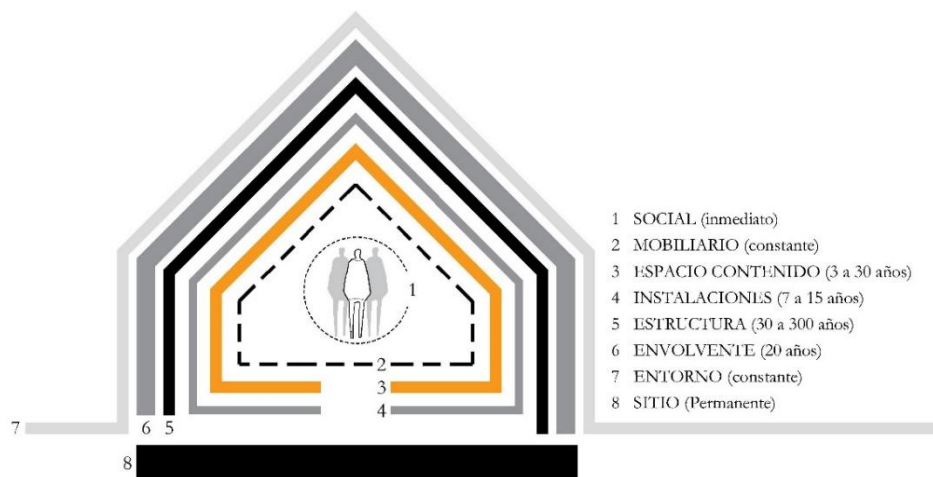 1 SOCIAL (inmediato)
2 MOBILIARIO (constante)
3 ESPACIO CONTENIDO (3 a 30 años)
4 INSTALACIONES (7 a 15 años)
5 ESTRUCTURA (30 a 300 años)
6 ENVOLVENTE (20 años)
7 ENTORNO (constante)
8 SITIO (Permanente)
1
2
3
4
7
6 5
8